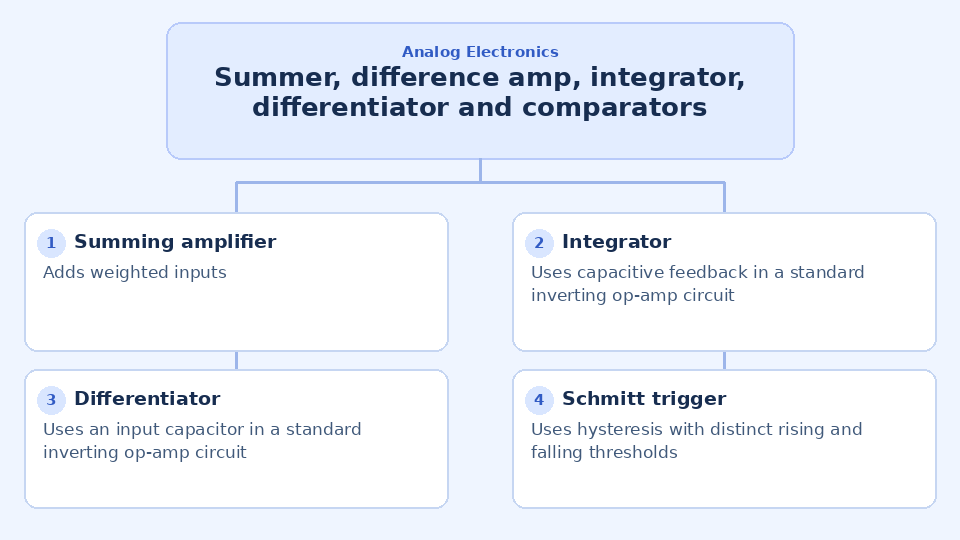 Analog Electronics
Summer, difference amp, integrator,
differentiator and comparators
1 Summing amplifier
Adds weighted inputs
2 Integrator
Uses capacitive feedback in a standard
inverting op-amp circuit
3 Differentiator
Uses an input capacitor in a standard
inverting op-amp circuit
4 Schmitt trigger
Uses hysteresis with distinct rising and
falling thresholds